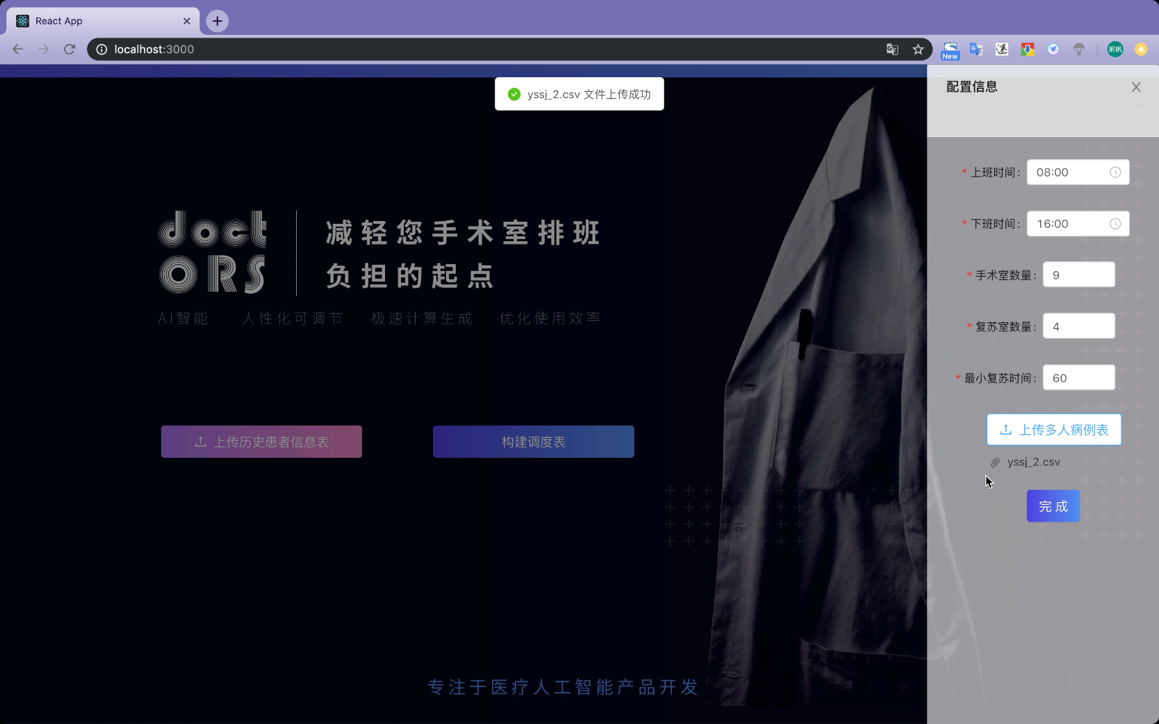 React App
localhost:3000
New
yssj_2.csv 文件上传成功
配置信息
* 上班时间: 08:00
* 下班时间: 16:00
* 手术室数量: 9
* 复苏室数量: 4
* 最小复苏时间: 60
上传多人病例表
yssj_2.csv
完 成
doct
ORS
减轻您手术室排班
负担的起点
AI智能 人性化可调节 极速计算生成 优化使用效率
上传历史患者信息表
构建调度表
专注于医疗人工智能产品开发